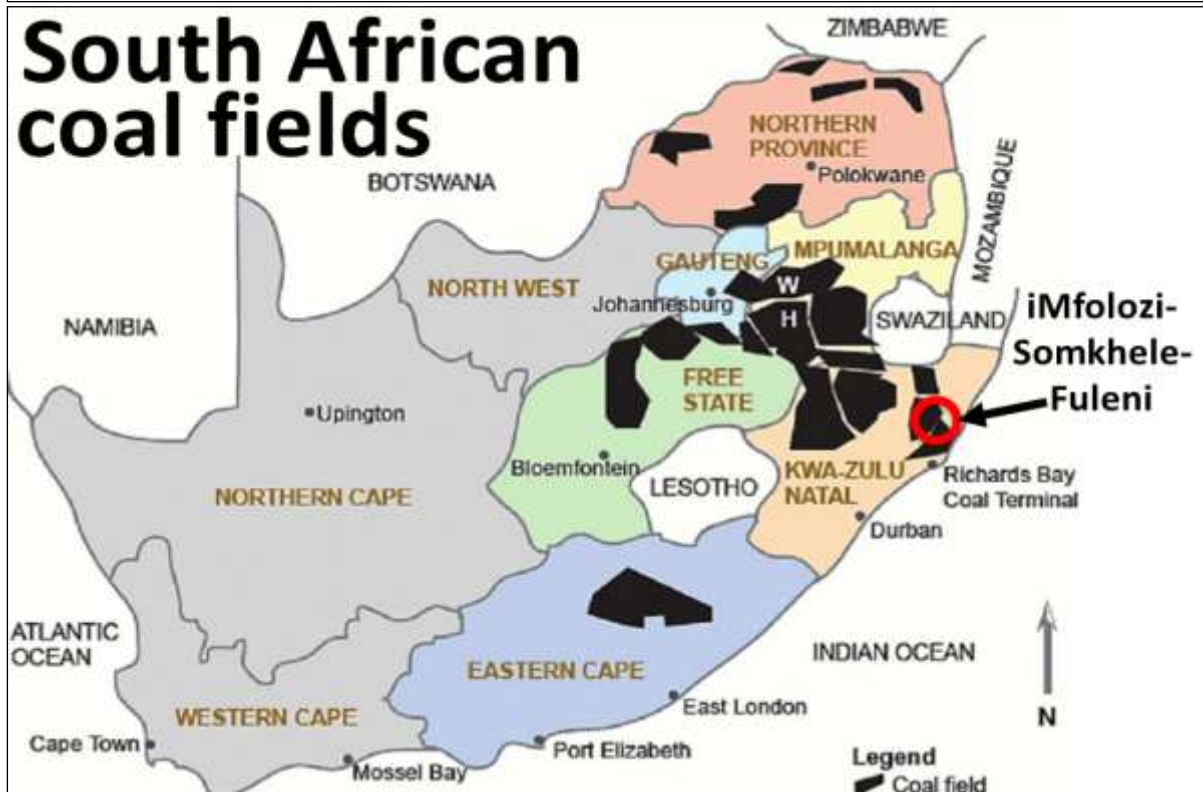 South African
coal fields
ZIMBABWE
NORTHERN
PROVINCE
Polokwane
BOTSWANA
MOZAMBIQUE
MPUMALANGA
GAUTENG
W
NORTH WEST
Johannesburg
H
SWAZILAND
iMfolozi-
Somkhele-
Fuleni
NAMIBIA
FREE
STATE
Upington
Bloemfontein
LESOTHO
KWA-ZULU
NATAL
Richards Bay
Coal Terminal
NORTHERN CAPE
Durban
ATLANTIC
OCEAN
INDIAN OCEAN
EASTERN CAPE
East London
WESTERN CAPE
N
Cape Town
Port Elizabeth
Mossel Bay
Legend
Coal field